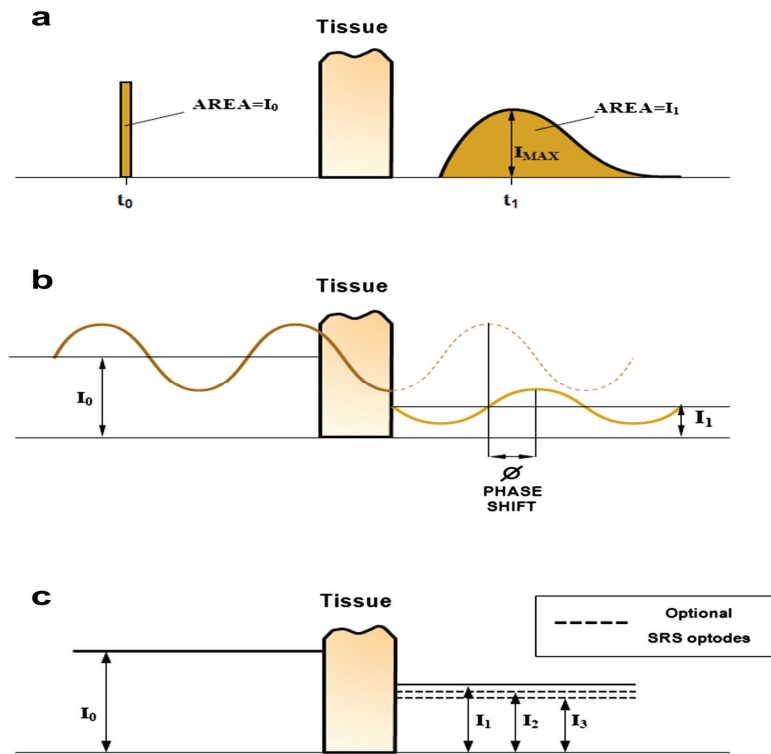 a
Tissue
AREA=I₀
AREA=I₁
I_MAX
t₀
t₁
b
Tissue
I₀
I₁
Ø
PHASE
SHIFT
c
Tissue
Optional
SRS optodes
I₀
I₁
I₂
I₃